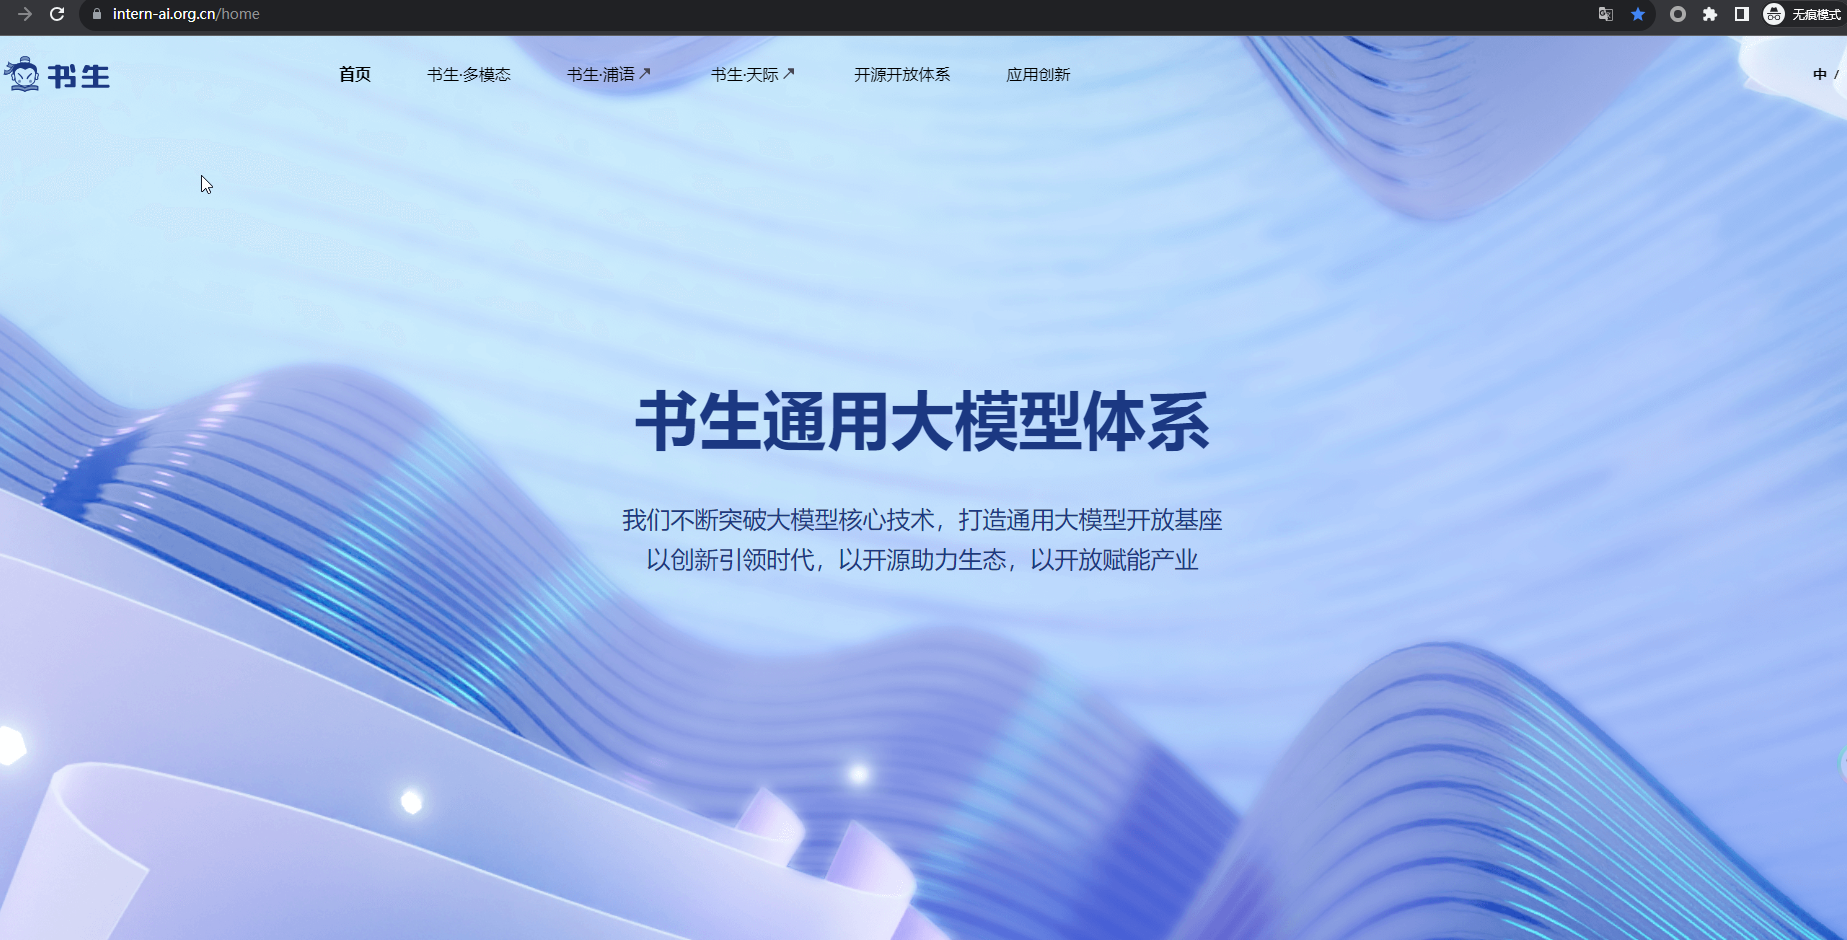 intern-ai.org.cn/home
无痕模式
书生
首页
书生·多模态
书生·浦语
书生·天际
开源开放体系
应用创新
中 /
书生通用大模型体系
我们不断突破大模型核心技术，打造通用大模型开放基座
以创新引领时代，以开源助力生态，以开放赋能产业